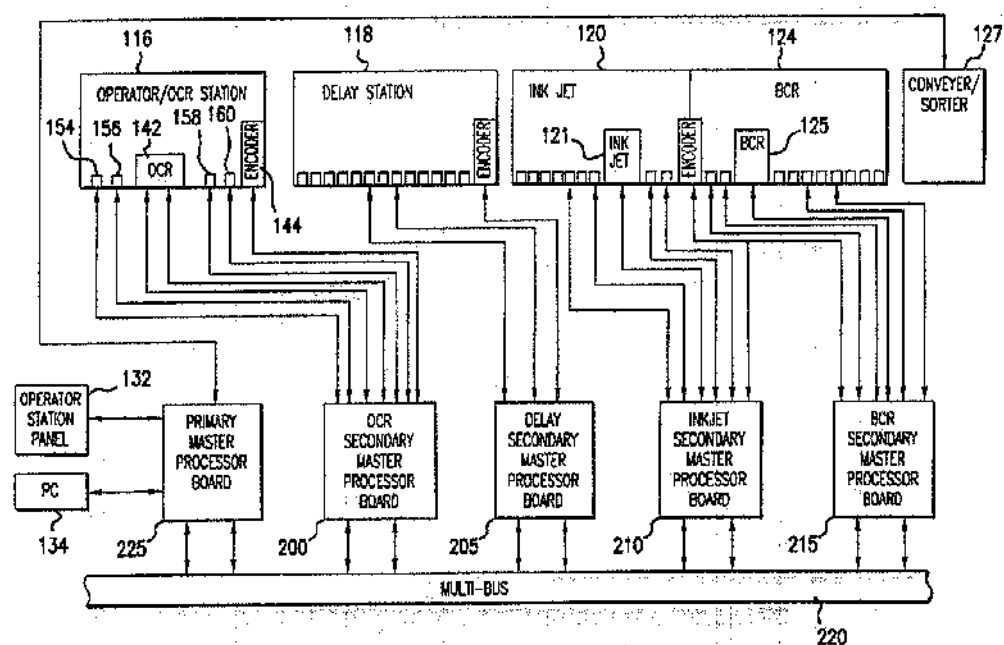 116
118
120
124
127
OPERATOR/OCR STATION
DELAY STATION
INK JET
BCR
CONVEYER/
SORTER
154
156
142
158
160
OCR
ENCODER
144
ENCODER
121
INK
JET
ENCODER
BCR
125
132
OPERATOR
STATION
PANEL
PC
134
PRIMARY
MASTER
PROCESSOR
BOARD
225
OCR
SECONDARY
MASTER
PROCESSOR
BOARD
200
DELAY
SECONDARY
MASTER
PROCESSOR
BOARD
205
INKJET
SECONDARY
MASTER
PROCESSOR
BOARD
210
BCR
SECONDARY
MASTER
PROCESSOR
BOARD
215
MULTI-BUS
220